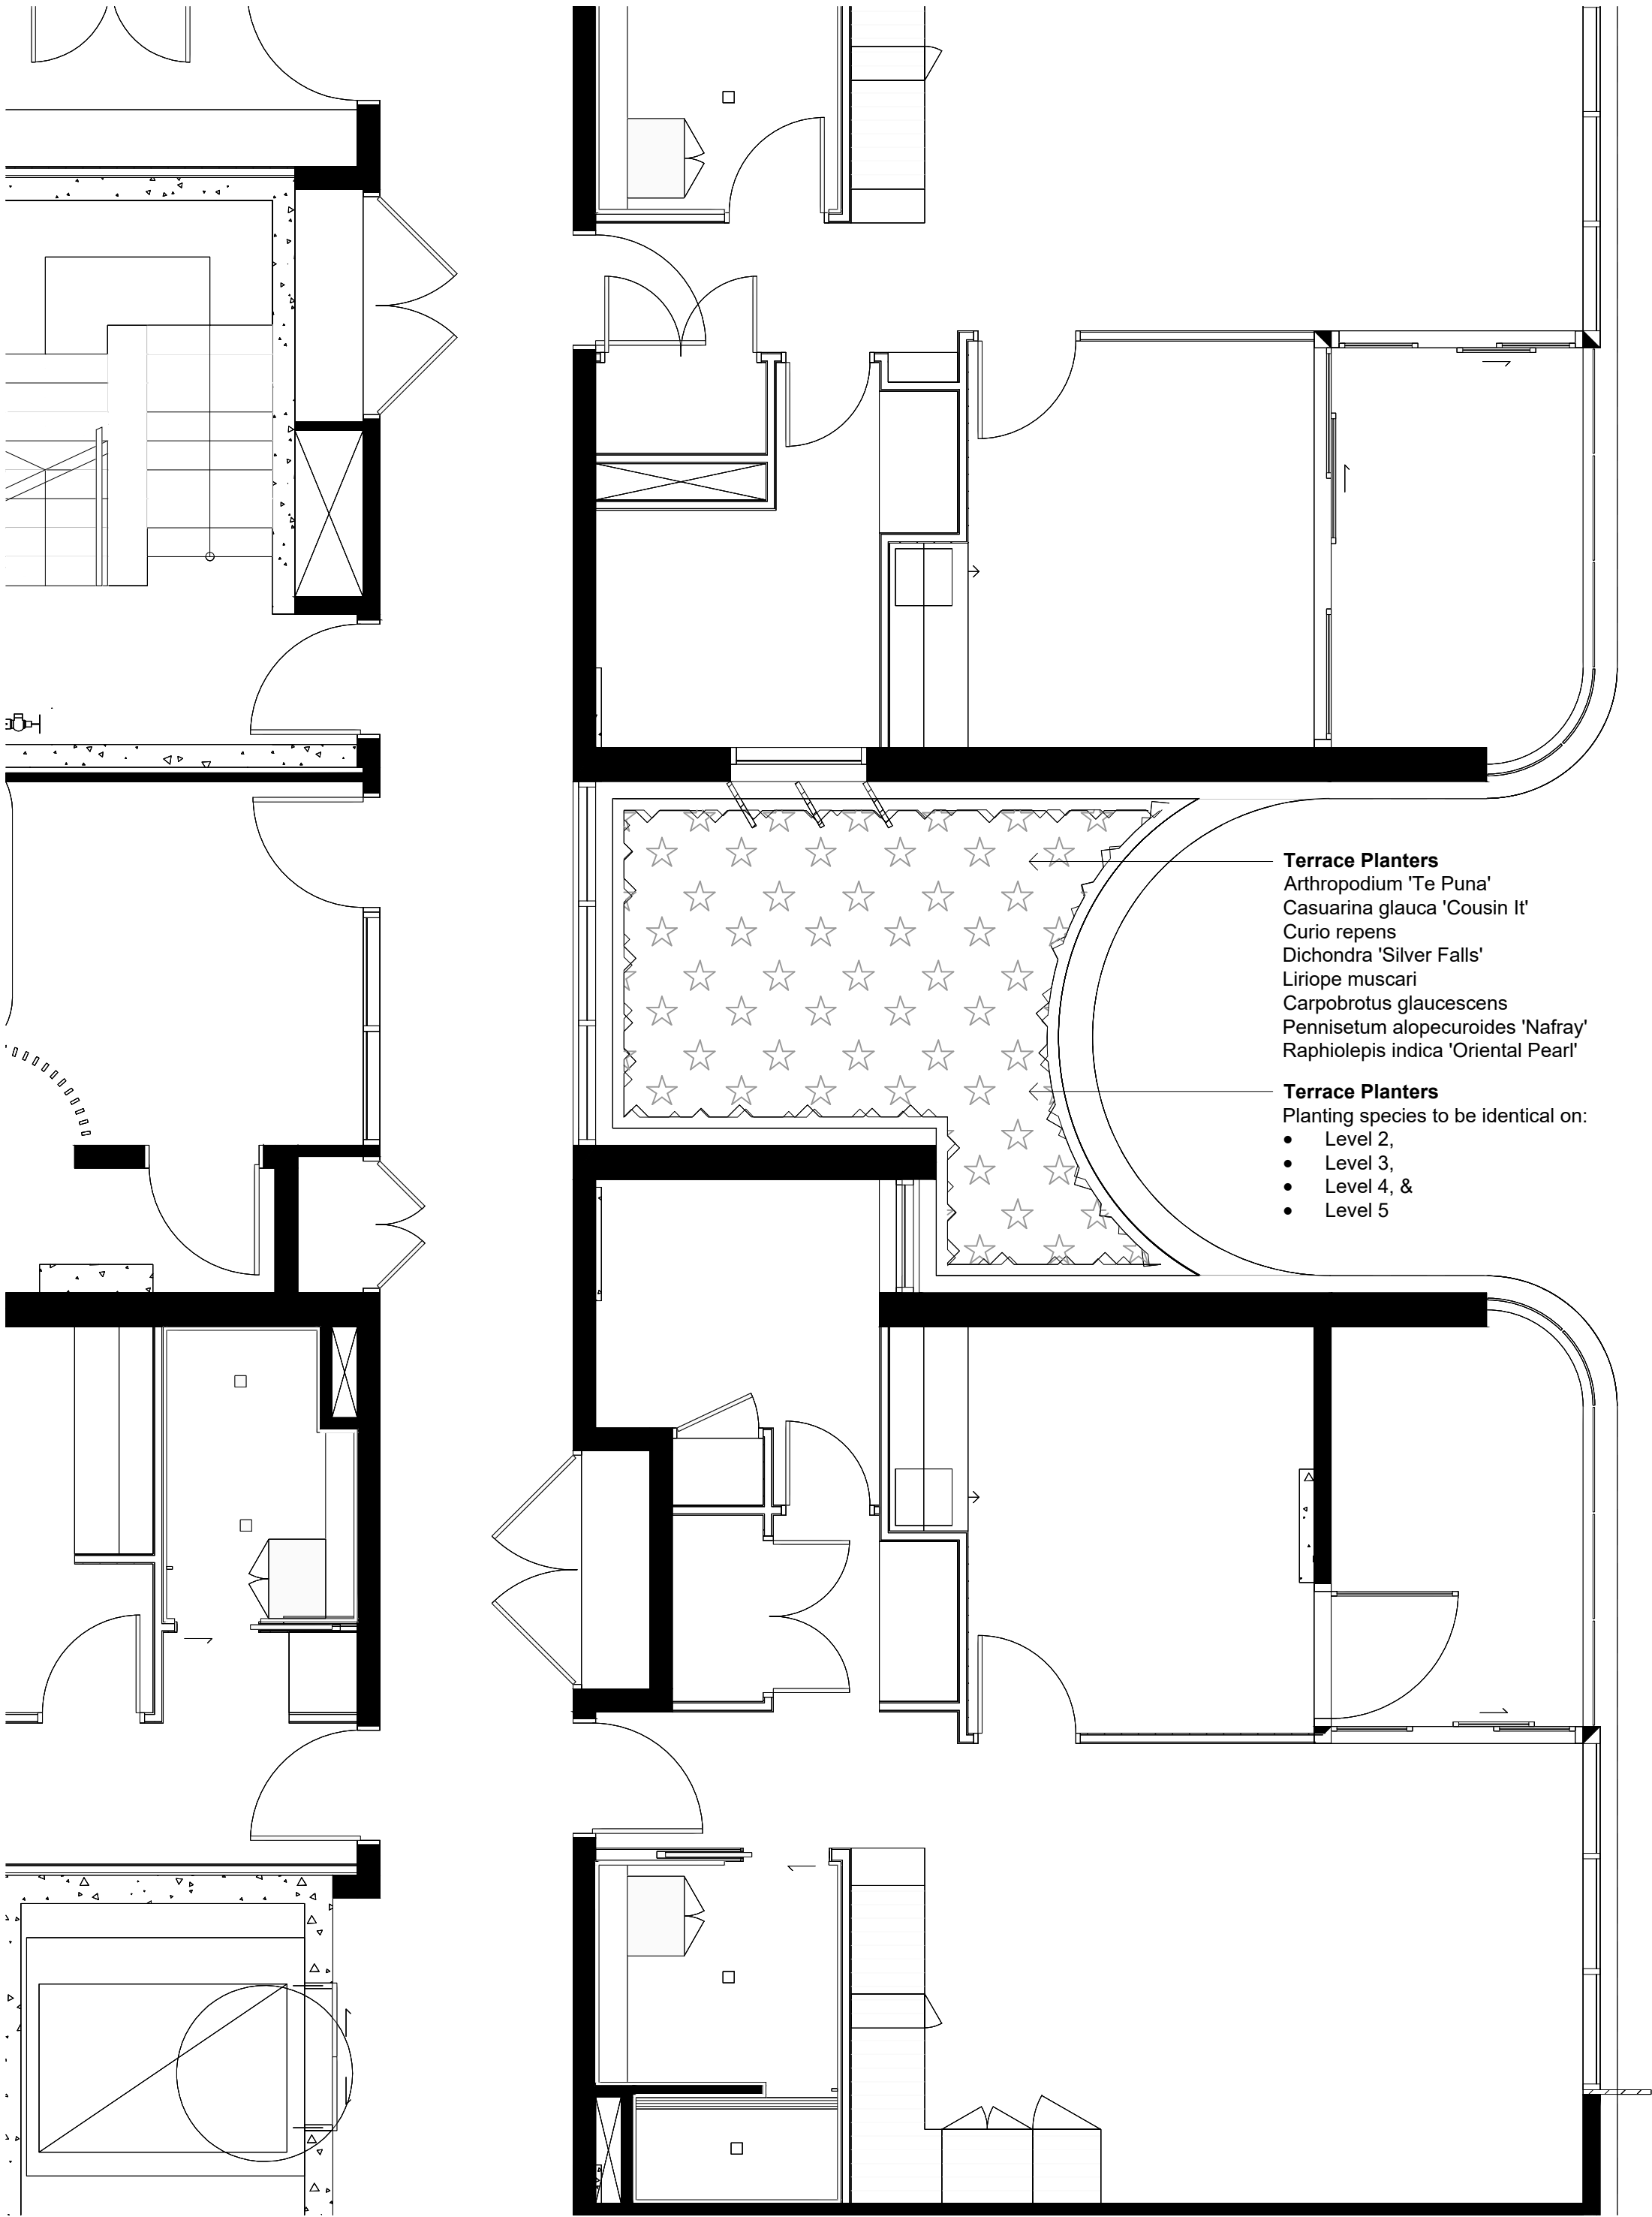 Terrace Planters
Arthropodium 'Te Puna'
Casuarina glauca 'Cousin It'
Curio repens
Dichondra 'Silver Falls'
Liriope muscari
Carpobrotus glaucescens
Pennisetum alopecuroides 'Nafray'
Raphiolepis indica 'Oriental Pearl'
Terrace Planters
Planting species to be identical on:
• Level 2,
• Level 3,
• Level 4, &
• Level 5